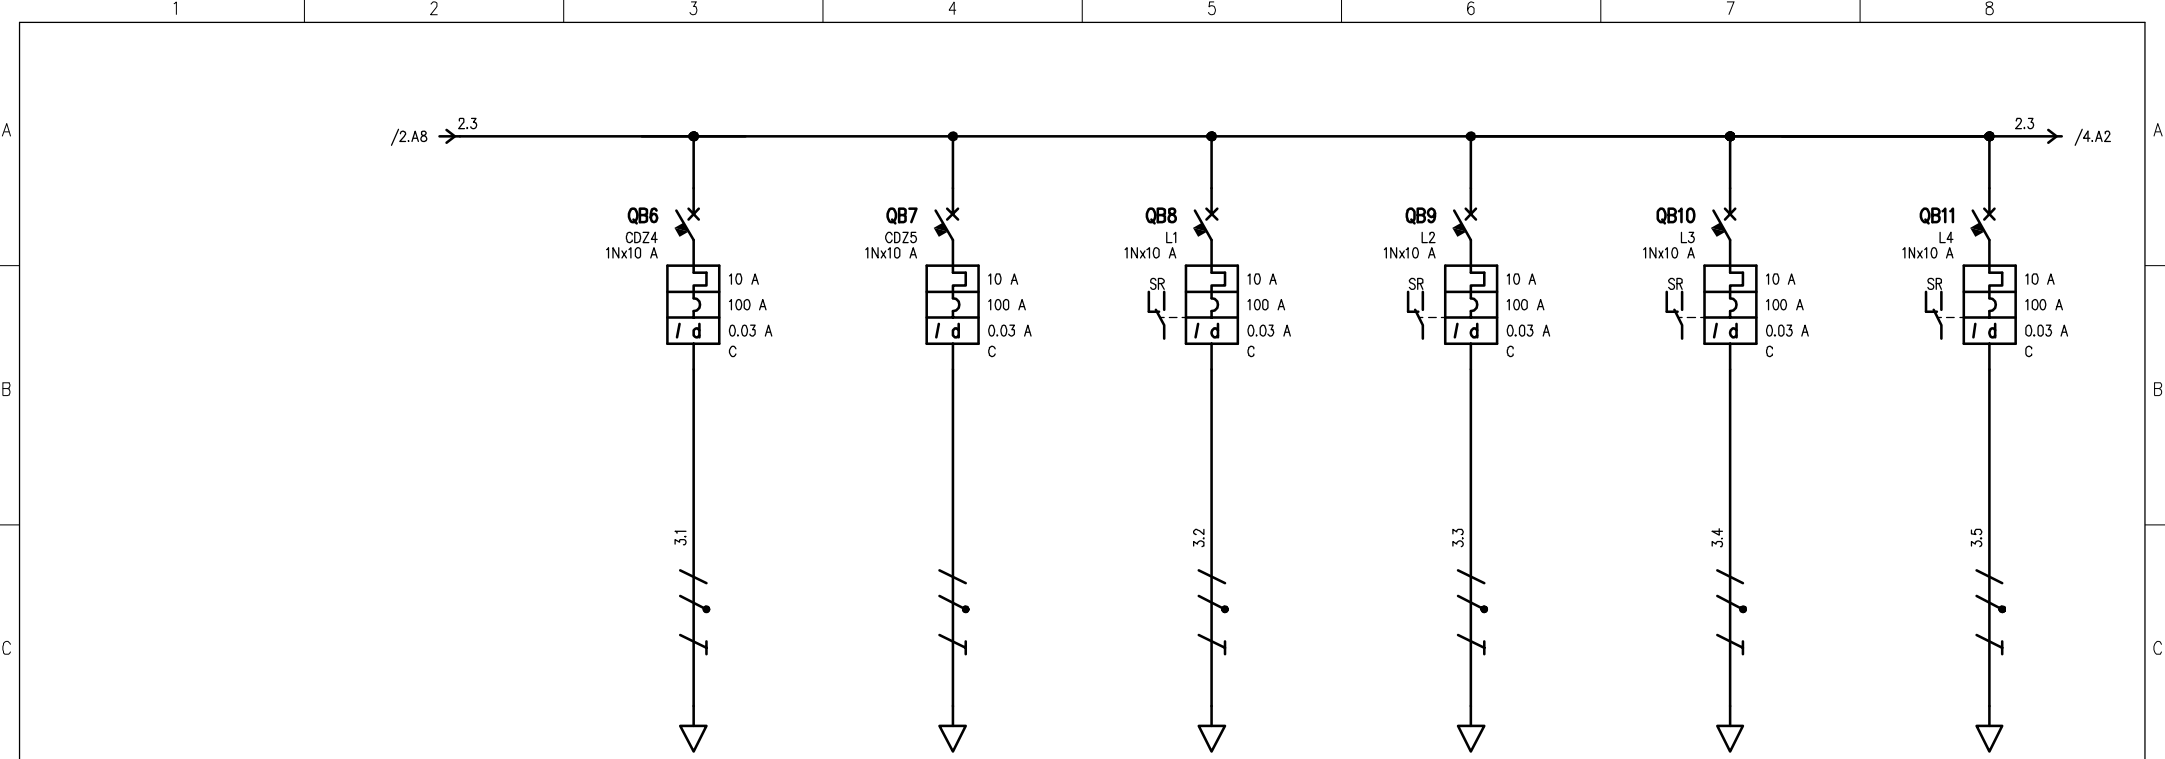 1 2 3 4 5 6 7 8
A A
/2.A8 2.3 2.3 /4.A2
QB6 QB7 QB8 QB9 QB10 QB11
CDZ4 CDZ5 L1 L2 L3 L4
1Nx10 A 1Nx10 A 1Nx10 A 1Nx10 A 1Nx10 A 1Nx10 A
10 A 10 A SR 10 A SR 10 A SR 10 A SR 10 A
100 A 100 A 100 A 100 A 100 A 100 A
I d 0.03 A I d 0.03 A I d 0.03 A I d 0.03 A I d 0.03 A I d 0.03 A
C C C C C C
B B
3.1 3.2 3.3 3.4 3.5
C C